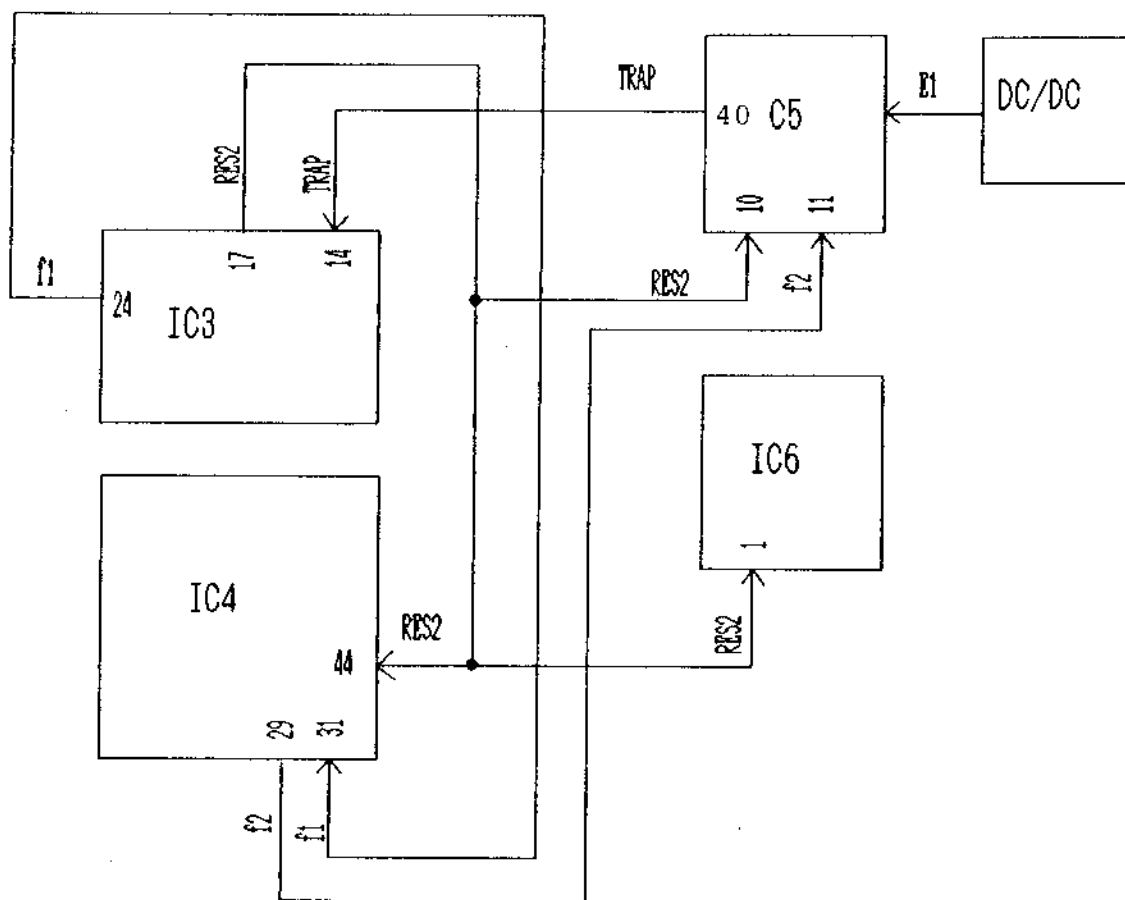 TRAP
E1
DC/DC
40 C5
RES2
TRAP
10
11
17
14
f1
RES2
f2
24
IC3
IC6
1
IC4
RES2
RES2
44
29
31
f2
f1